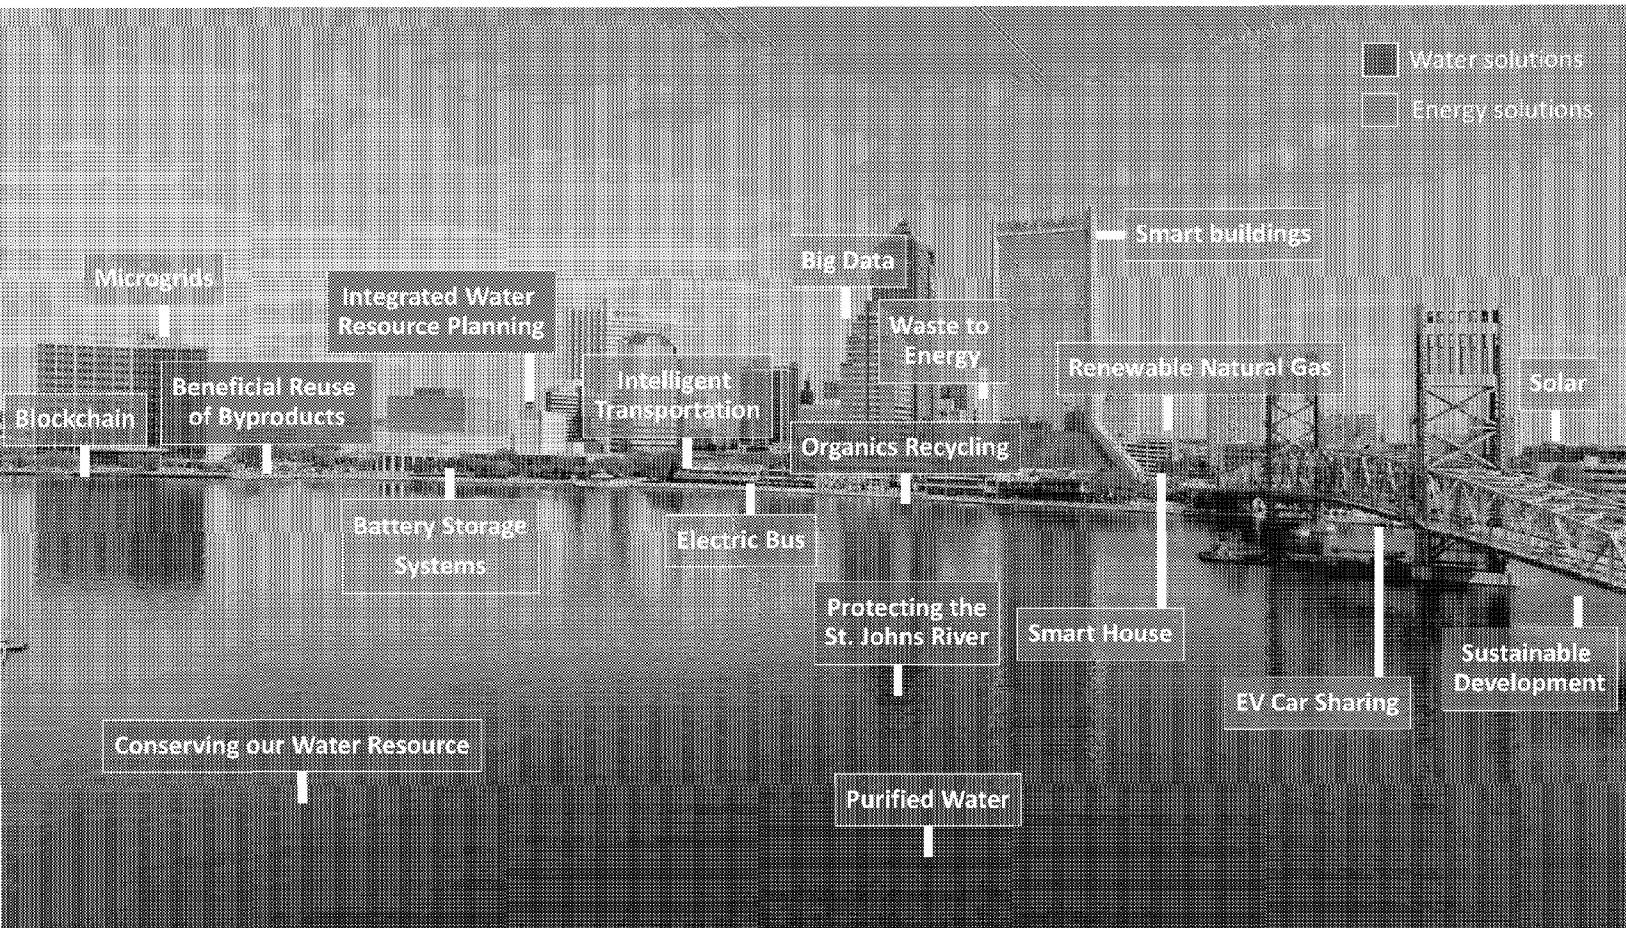 Water solutions
Energy solutions
Smart buildings
Big Data
Microgrids
Integrated Water
Resource Planning
Waste to
Energy
Renewable Natural Gas
Intelligent
Transportation
Solar
Beneficial Reuse
of Byproducts
Blockchain
Organics Recycling
Battery Storage
Systems
Electric Bus
Protecting the
St. Johns River
Smart House
Sustainable
Development
EV Car Sharing
Conserving our Water Resource
Purified Water